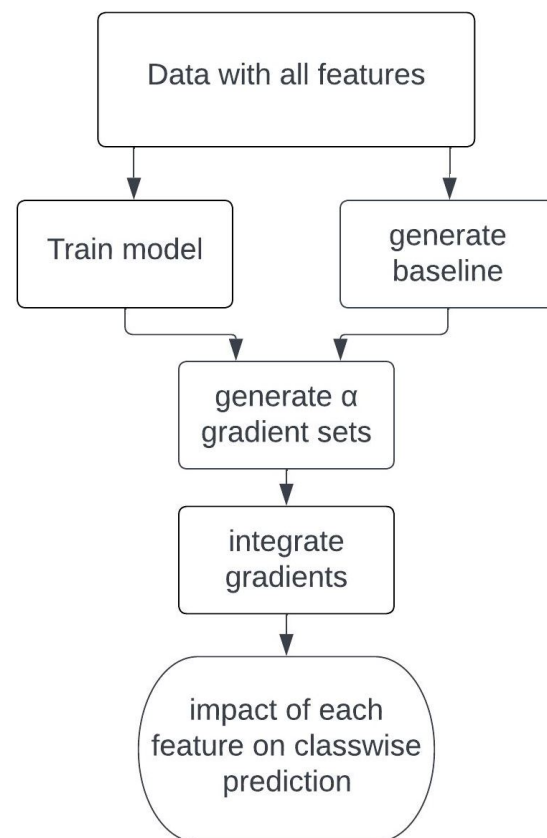 Data with all features
Train model
generate
baseline
generate α
gradient sets
integrate
gradients
impact of each
feature on classwise
prediction